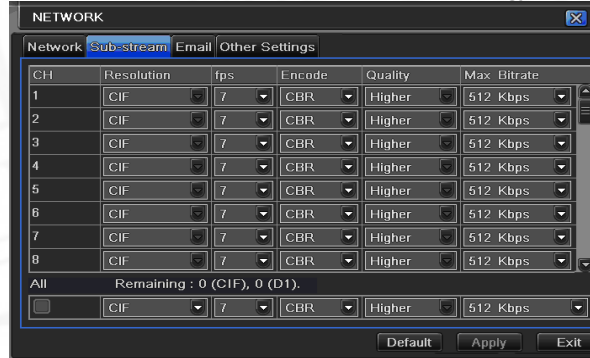 NETWORK
Network Sub-stream Email Other Settings
CH Resolution fps Encode Quality Max Bitrate
1 CIF 7 CBR Higher 512 Kbps
2 CIF 7 CBR Higher 512 Kbps
3 CIF 7 CBR Higher 512 Kbps
4 CIF 7 CBR Higher 512 Kbps
5 CIF 7 CBR Higher 512 Kbps
6 CIF 7 CBR Higher 512 Kbps
7 CIF 7 CBR Higher 512 Kbps
8 CIF 7 CBR Higher 512 Kbps
All Remaining : 0 (CIF), 0 (D1).
CIF 7 CBR Higher 512 Kbps
Default Apply Exit